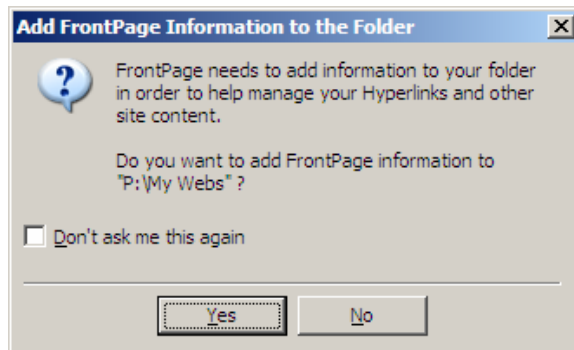 Add FrontPage Information to the Folder
FrontPage needs to add information to your folder
in order to help manage your Hyperlinks and other
site content.
Do you want to add FrontPage information to
"P:\My Webs" ?
Don't ask me this again
Yes
No